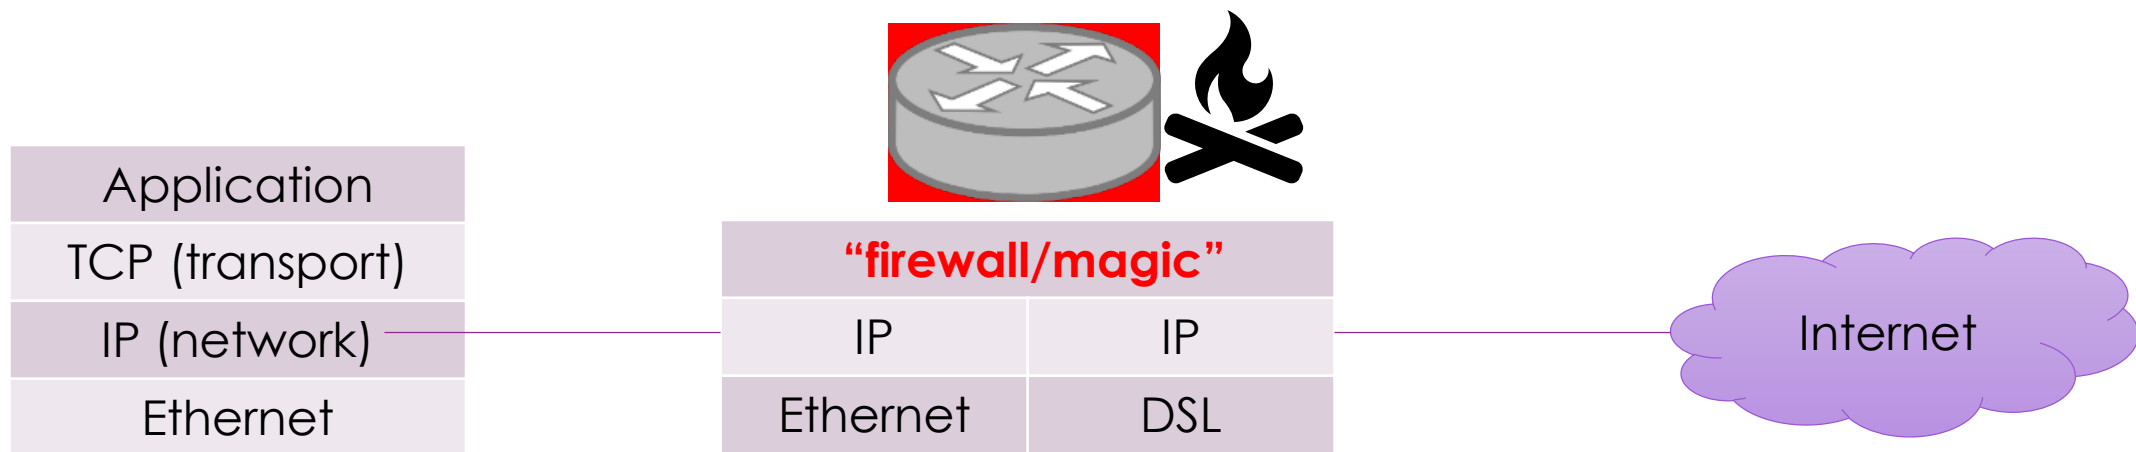 Application
TCP (transport)
IP (network)
Ethernet
“firewall/magic”
IP IP
Ethernet DSL
Internet